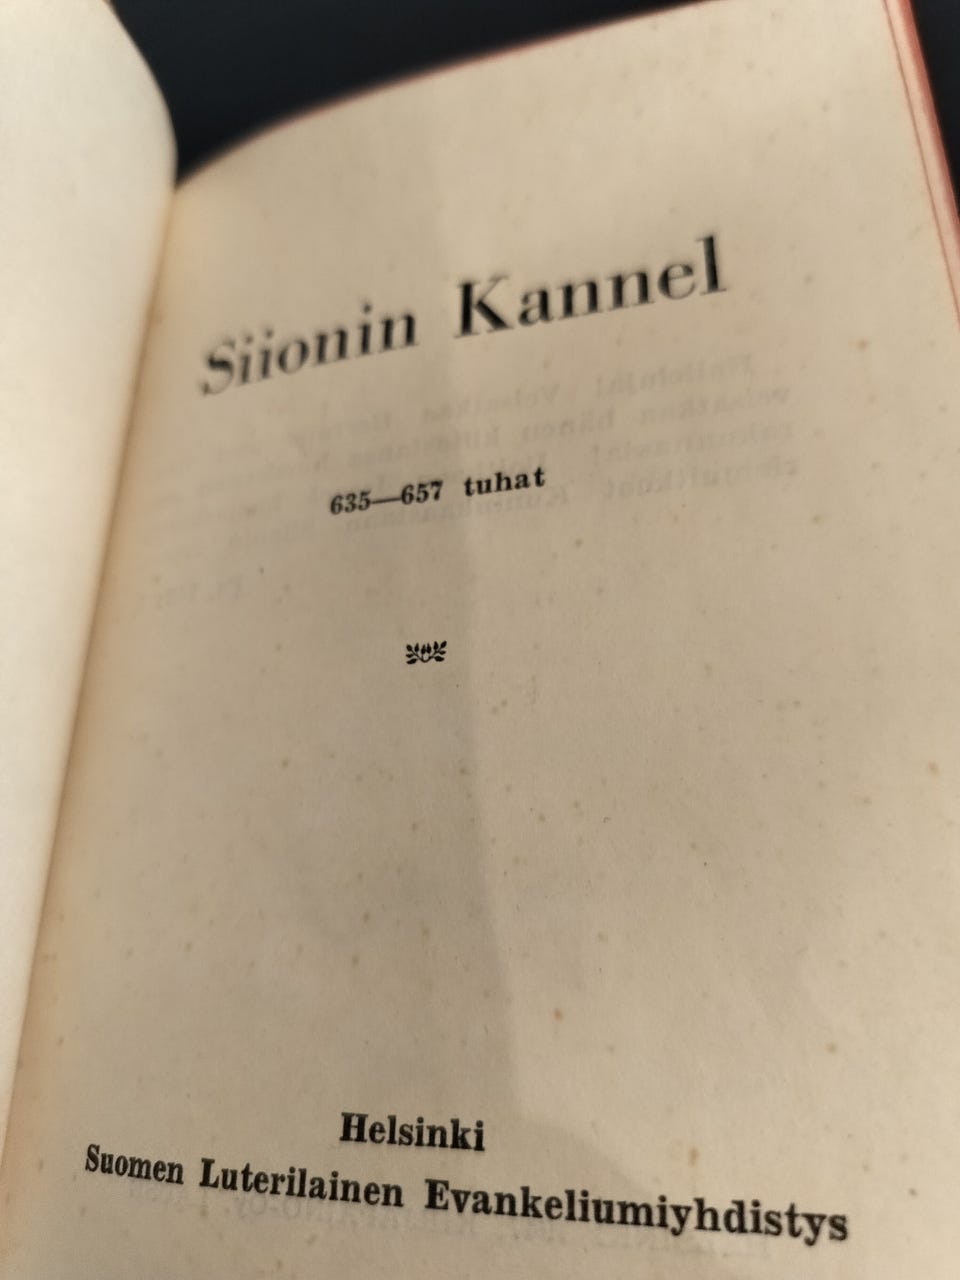 Siionin Kannel
635—657 tuhat
Helsinki
Suomen Luterilainen Evankeliumiyhdistys